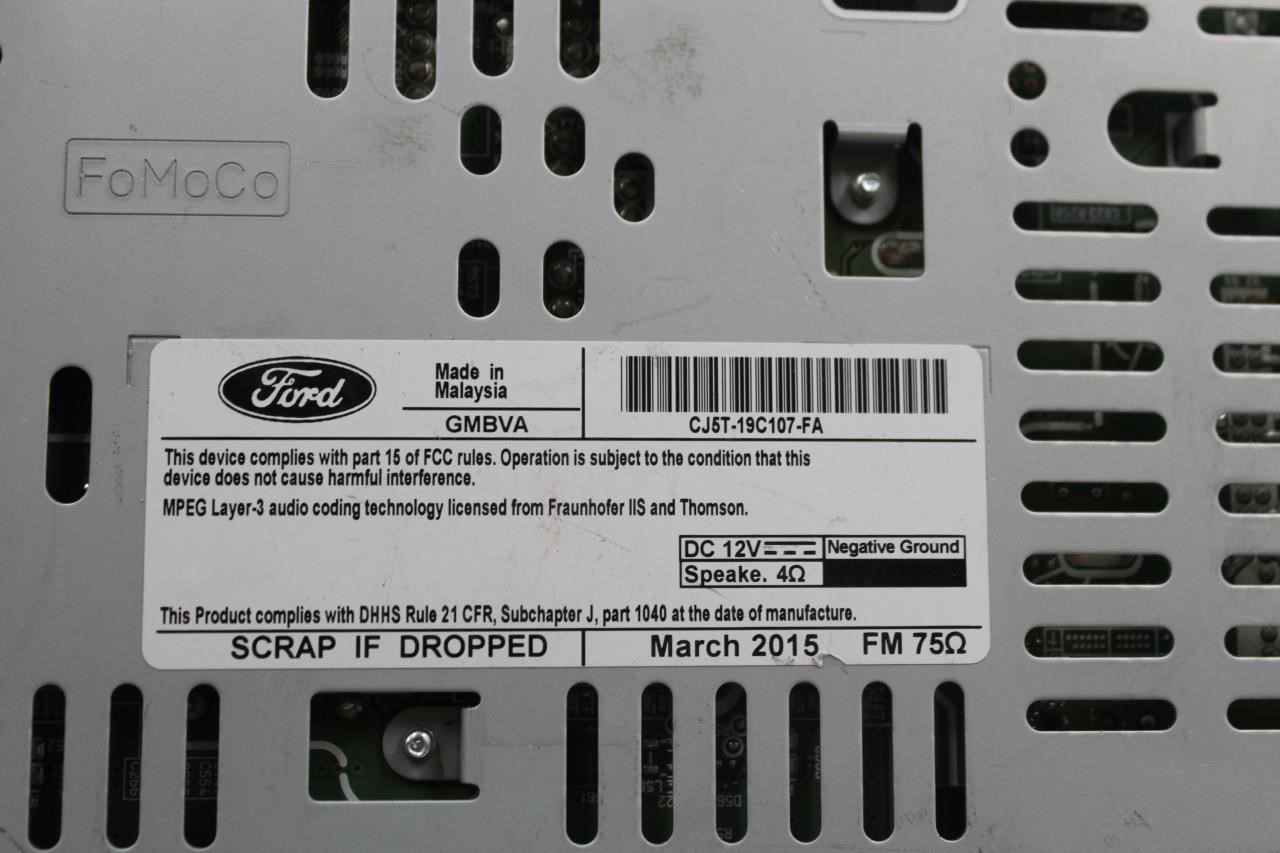 FoMoCo
Ford
Made in
Malaysia
GMBVA
CJ5T-19C107-FA
This device complies with part 15 of FCC rules. Operation is subject to the condition that this
device does not cause harmful interference.
MPEG Layer-3 audio coding technology licensed from Fraunhofer IIS and Thomson.
DC 12V Negative Ground
Speake. 4Ω
This Product complies with DHHS Rule 21 CFR, Subchapter J, part 1040 at the date of manufacture.
SCRAP IF DROPPED
March 2015 FM 75Ω